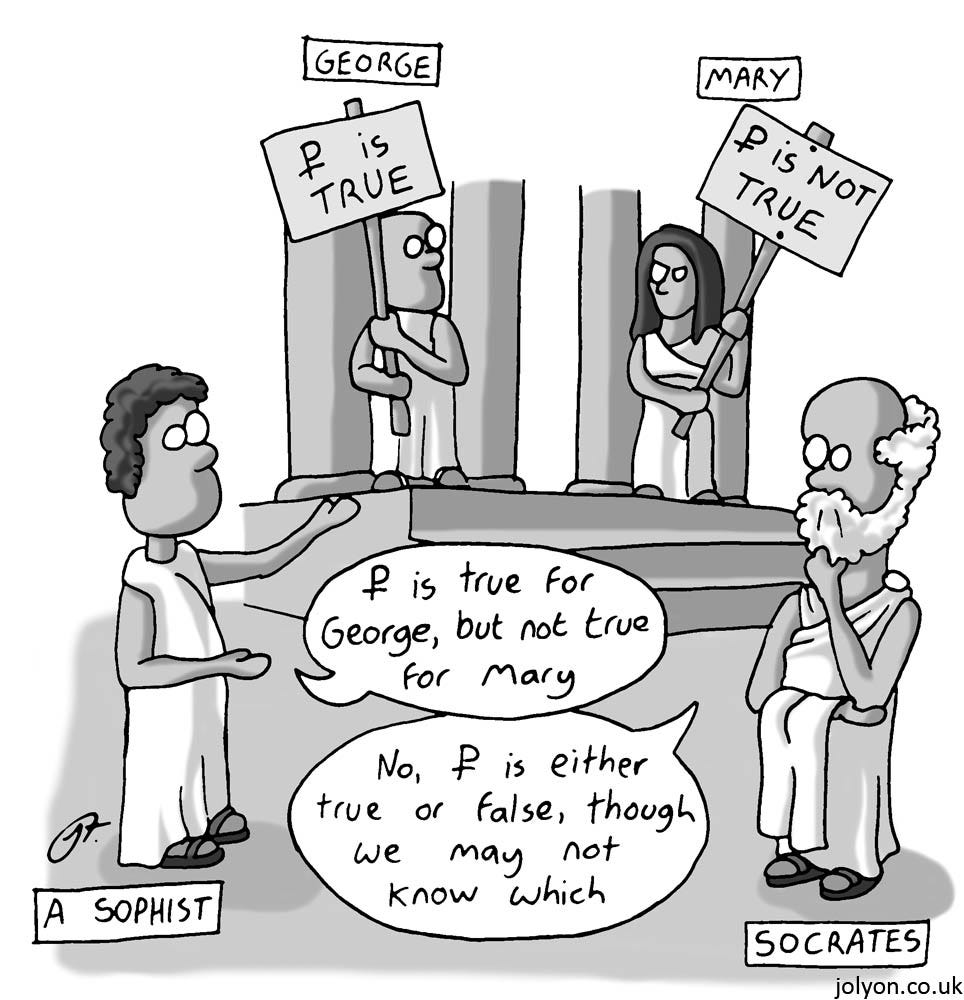 GEORGE
MARY
₽ is
TRUE
₽ is NOT
TRUE
₽ is true for
George, but not true
for Mary
No, ₽ is either
true or false, though
we may not
know which
A SOPHIST
SOCRATES
jolyon.co.uk